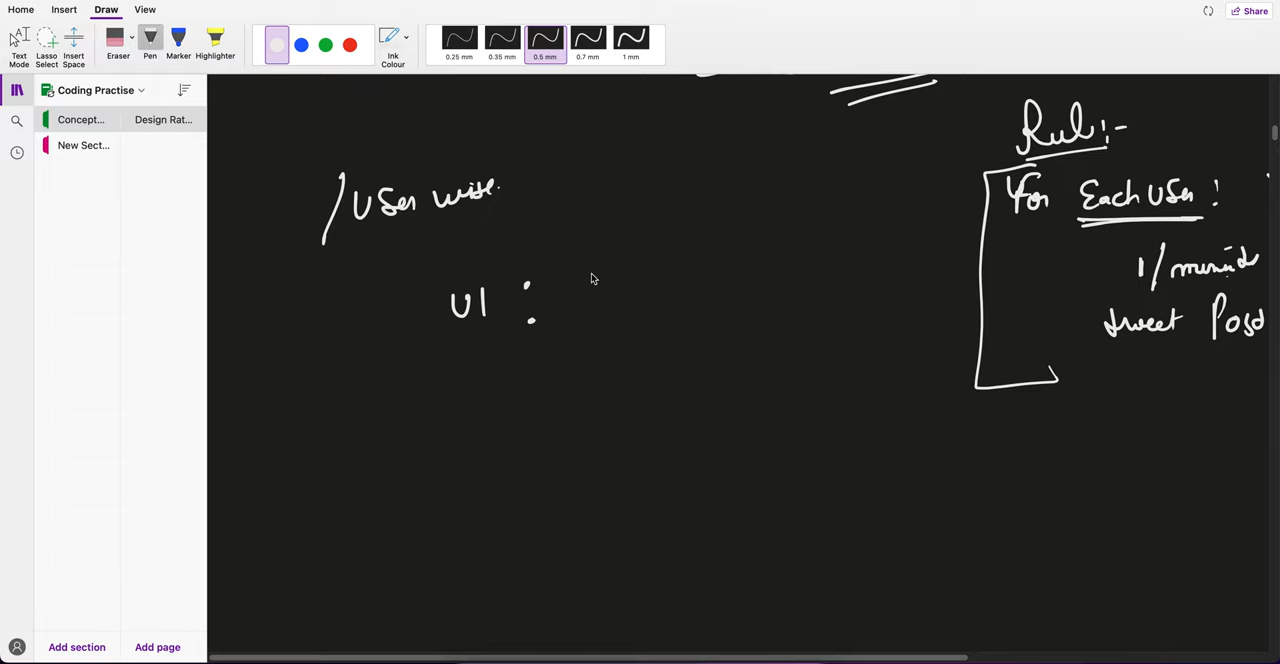 Home Insert Draw View
Share
Text Mode
Lasso Select
Insert Space
Eraser
Pen
Marker
Highlighter
Ink Colour
0.25 mm
0.35 mm
0.5 mm
0.7 mm
1 mm
Coding Practise
Concept... Design Rat...
New Sect...
Rule:-
For Each User:
1/minute
tweet Post
User wise.
U1 :
Add section Add page